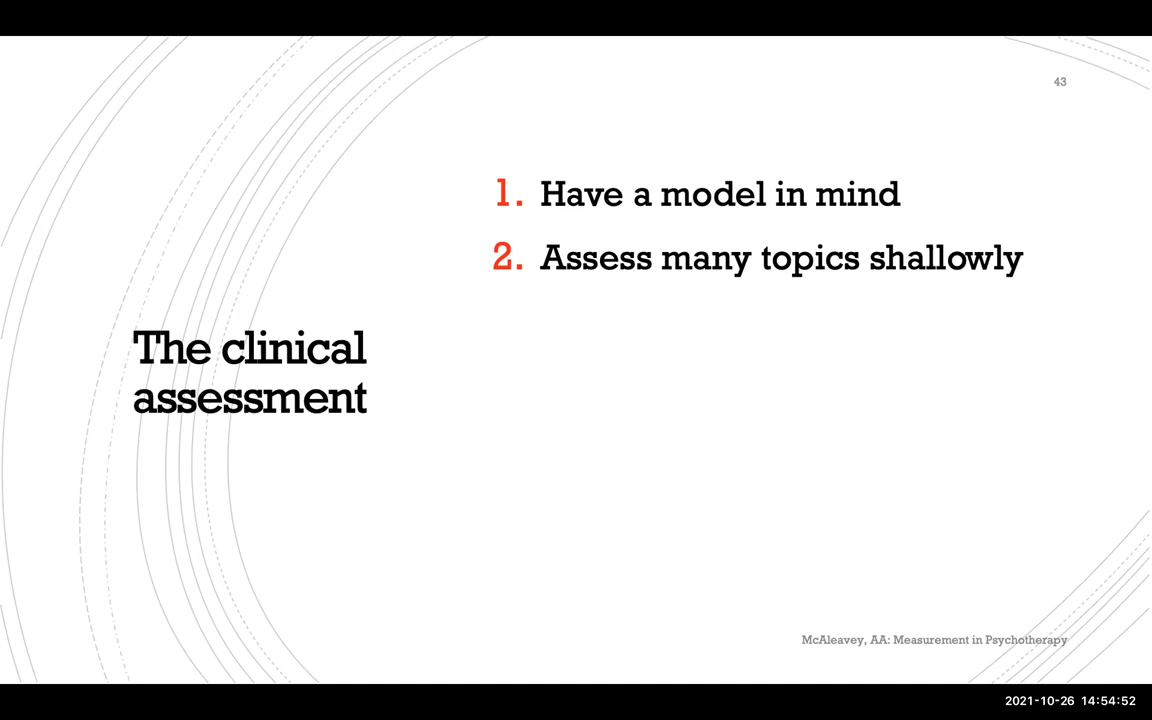 43
1. Have a model in mind
2. Assess many topics shallowly
The clinical
assessment
McAleavey, AA: Measurement in Psychotherapy
2021-10-26 14:54:52